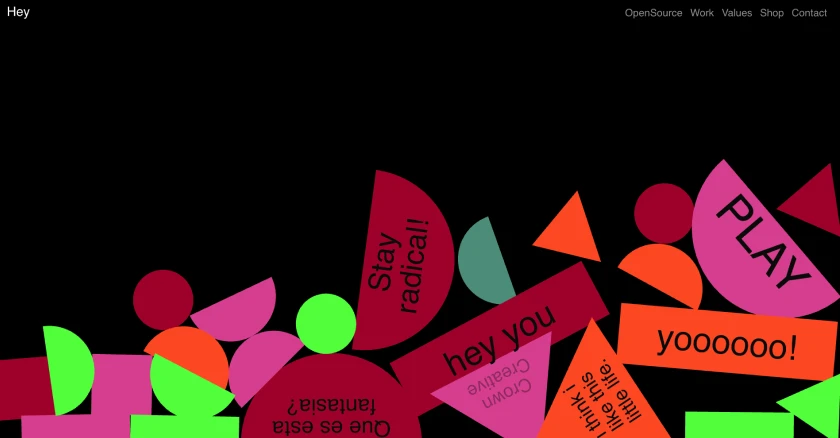 Hey
OpenSource Work Values Shop Contact
Stay
radical!
PLAY
hey you
yoooooo!
Crown
Creative
I think i
like this
little life.
Que es esta
fantasia?